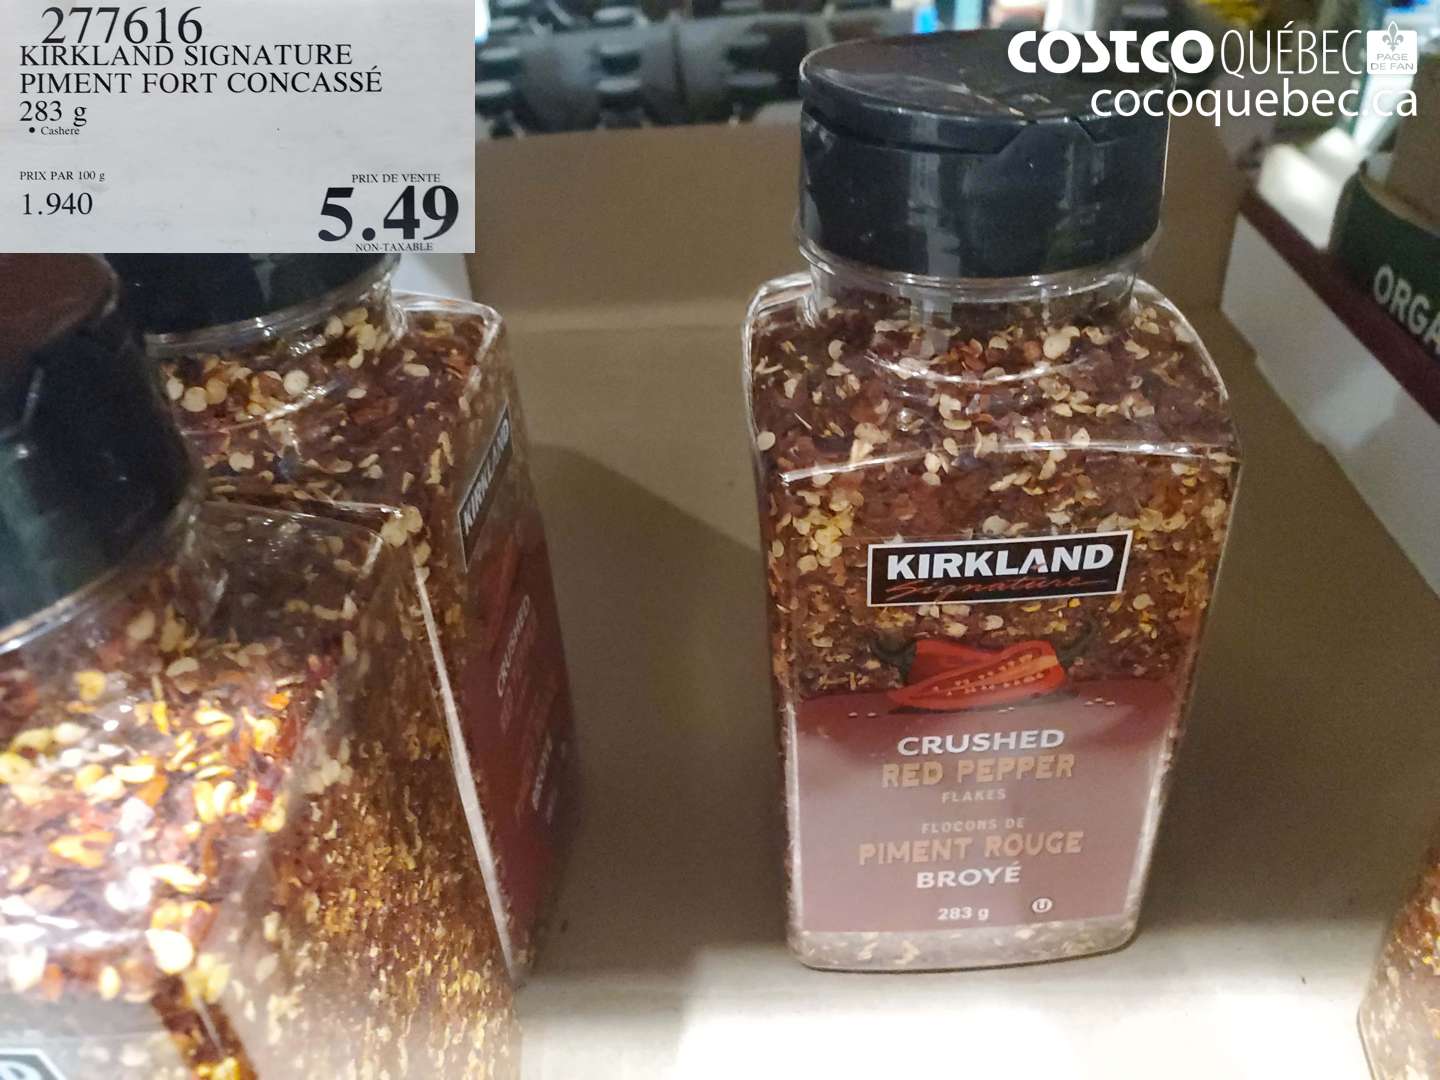 277616
KIRKLAND SIGNATURE
PIMENT FORT CONCASSÉ
283 g
• Cashere
PRIX PAR 100 g
1.940
PRIX DE VENTE
5.49
NON-TAXABLE
COSTCO QUÉBEC PAGE DE FAN
cocoquebec.ca
ORGA
KIRKLAND
Signature
CRUSHED
RED PEPPER
FLAKES
FLOCONS DE
PIMENT ROUGE
BROYÉ
283 g U
KIRKL
CRUSHED